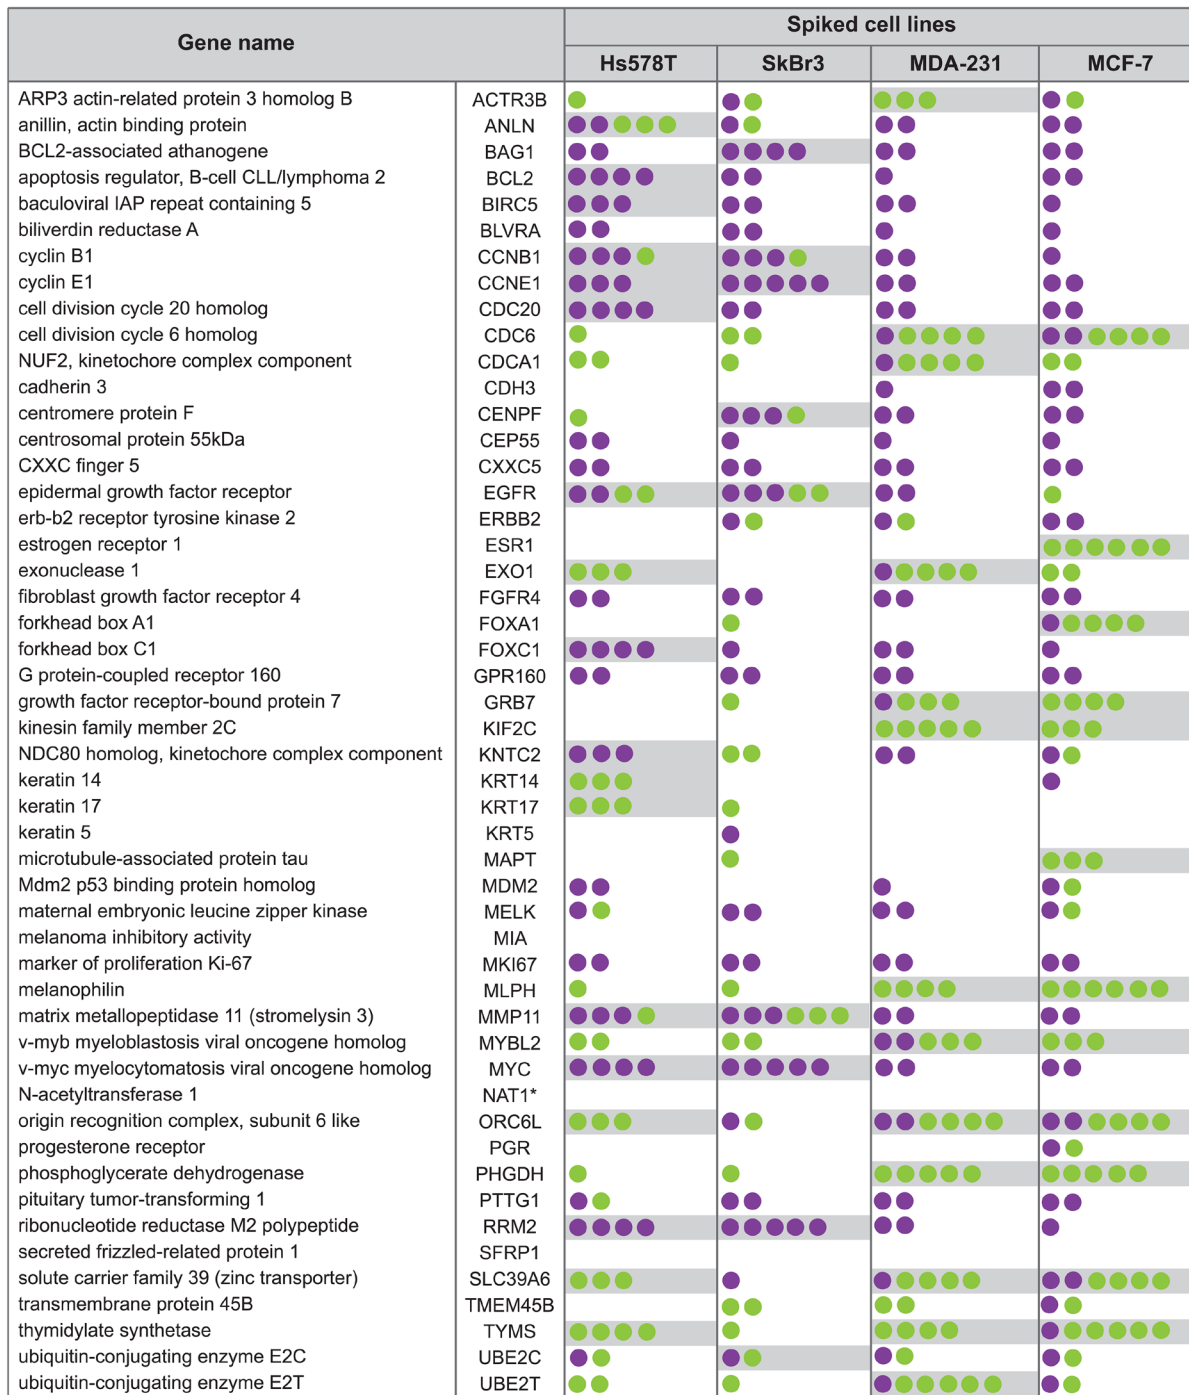 Gene name
Spiked cell lines
Hs578T SkBr3 MDA-231 MCF-7
ARP3 actin-related protein 3 homolog B ACTR3B
anillin, actin binding protein ANLN
BCL2-associated athanogene BAG1
apoptosis regulator, B-cell CLL/lymphoma 2 BCL2
baculoviral IAP repeat containing 5 BIRC5
biliverdin reductase A BLVRA
cyclin B1 CCNB1
cyclin E1 CCNE1
cell division cycle 20 homolog CDC20
cell division cycle 6 homolog CDC6
NUF2, kinetochore complex component CDCA1
cadherin 3 CDH3
centromere protein F CENPF
centrosomal protein 55kDa CEP55
CXXC finger 5 CXXC5
epidermal growth factor receptor EGFR
erb-b2 receptor tyrosine kinase 2 ERBB2
estrogen receptor 1 ESR1
exonuclease 1 EXO1
fibroblast growth factor receptor 4 FGFR4
forkhead box A1 FOXA1
forkhead box C1 FOXC1
G protein-coupled receptor 160 GPR160
growth factor receptor-bound protein 7 GRB7
kinesin family member 2C KIF2C
NDC80 homolog, kinetochore complex component KNTC2
keratin 14 KRT14
keratin 17 KRT17
keratin 5 KRT5
microtubule-associated protein tau MAPT
Mdm2 p53 binding protein homolog MDM2
maternal embryonic leucine zipper kinase MELK
melanoma inhibitory activity MIA
marker of proliferation Ki-67 MKI67
melanophilin MLPH
matrix metallopeptidase 11 (stromelysin 3) MMP11
v-myb myeloblastosis viral oncogene homolog MYBL2
v-myc myelocytomatosis viral oncogene homolog MYC
N-acetyltransferase 1 NAT1*
origin recognition complex, subunit 6 like ORC6L
progesterone receptor PGR
phosphoglycerate dehydrogenase PHGDH
pituitary tumor-transforming 1 PTTG1
ribonucleotide reductase M2 polypeptide RRM2
secreted frizzled-related protein 1 SFRP1
solute carrier family 39 (zinc transporter) SLC39A6
transmembrane protein 45B TMEM45B
thymidylate synthetase TYMS
ubiquitin-conjugating enzyme E2C UBE2C
ubiquitin-conjugating enzyme E2T UBE2T